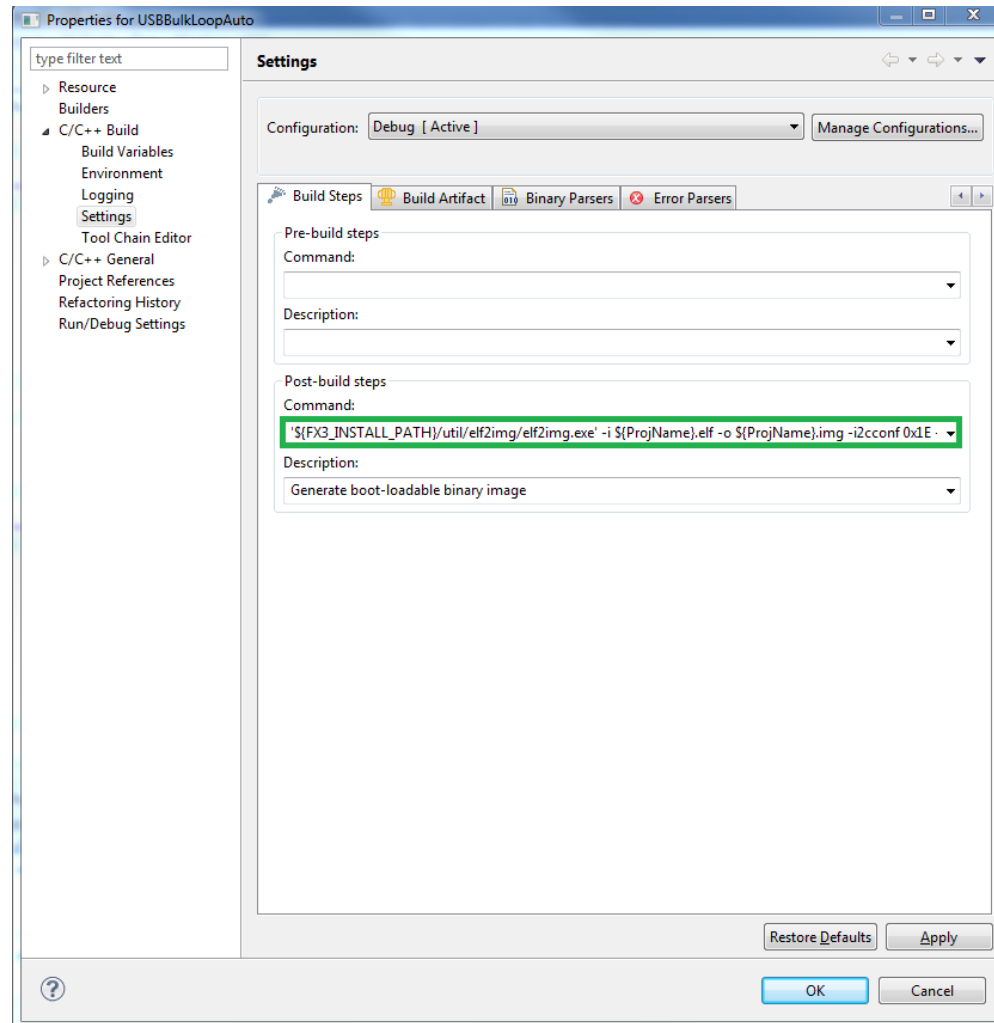 Properties for USBBulkLoopAuto
type filter text
Resource
Builders
C/C++ Build
Build Variables
Environment
Logging
Settings
Tool Chain Editor
C/C++ General
Project References
Refactoring History
Run/Debug Settings
Settings
Configuration: Debug [ Active ] Manage Configurations...
Build Steps Build Artifact Binary Parsers Error Parsers
Pre-build steps
Command:
Description:
Post-build steps
Command:
'${FX3_INSTALL_PATH}/util/elf2img/elf2img.exe' -i ${ProjName}.elf -o ${ProjName}.img -i2cconf 0x1E -
Description:
Generate boot-loadable binary image
Restore Defaults Apply
OK Cancel